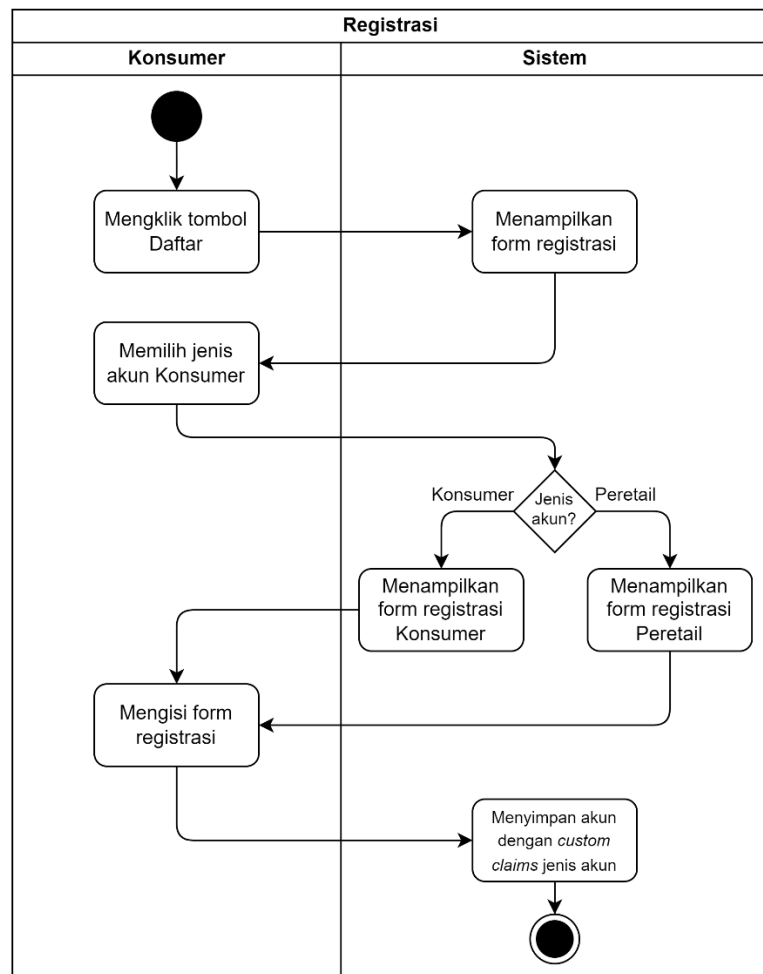 Registrasi
Konsumer
Sistem
Mengklik tombol
Daftar
Menampilkan
form registrasi
Memilih jenis
akun Konsumer
Jenis
akun?
Konsumer
Peretail
Menampilkan
form registrasi
Konsumer
Menampilkan
form registrasi
Peretail
Mengisi form
registrasi
Menyimpan akun
dengan custom
claims jenis akun